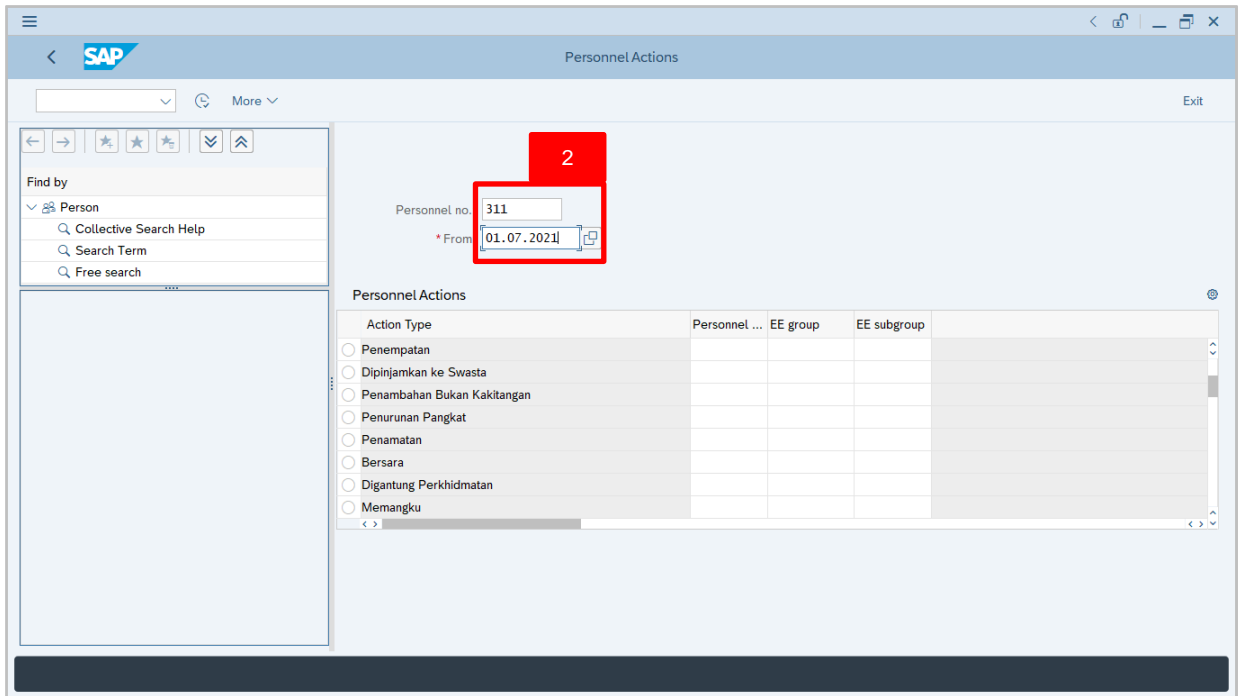 SAP
Personnel Actions
More
Exit
2
Find by
Person
Collective Search Help
Search Term
Free search
Personnel no. 311
* From 01.07.2021
Personnel Actions
Action Type Personnel ... EE group EE subgroup
Penempatan
Dipinjamkan ke Swasta
Penambahan Bukan Kakitangan
Penurunan Pangkat
Penamatan
Bersara
Digantung Perkhidmatan
Memangku